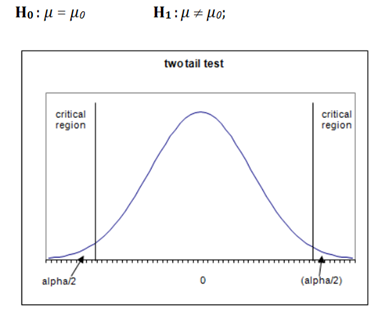 H₀ : μ = μ₀ H₁ : μ ≠ μ₀;
two tail test
critical region
critical region
alpha/2 0 (alpha/2)